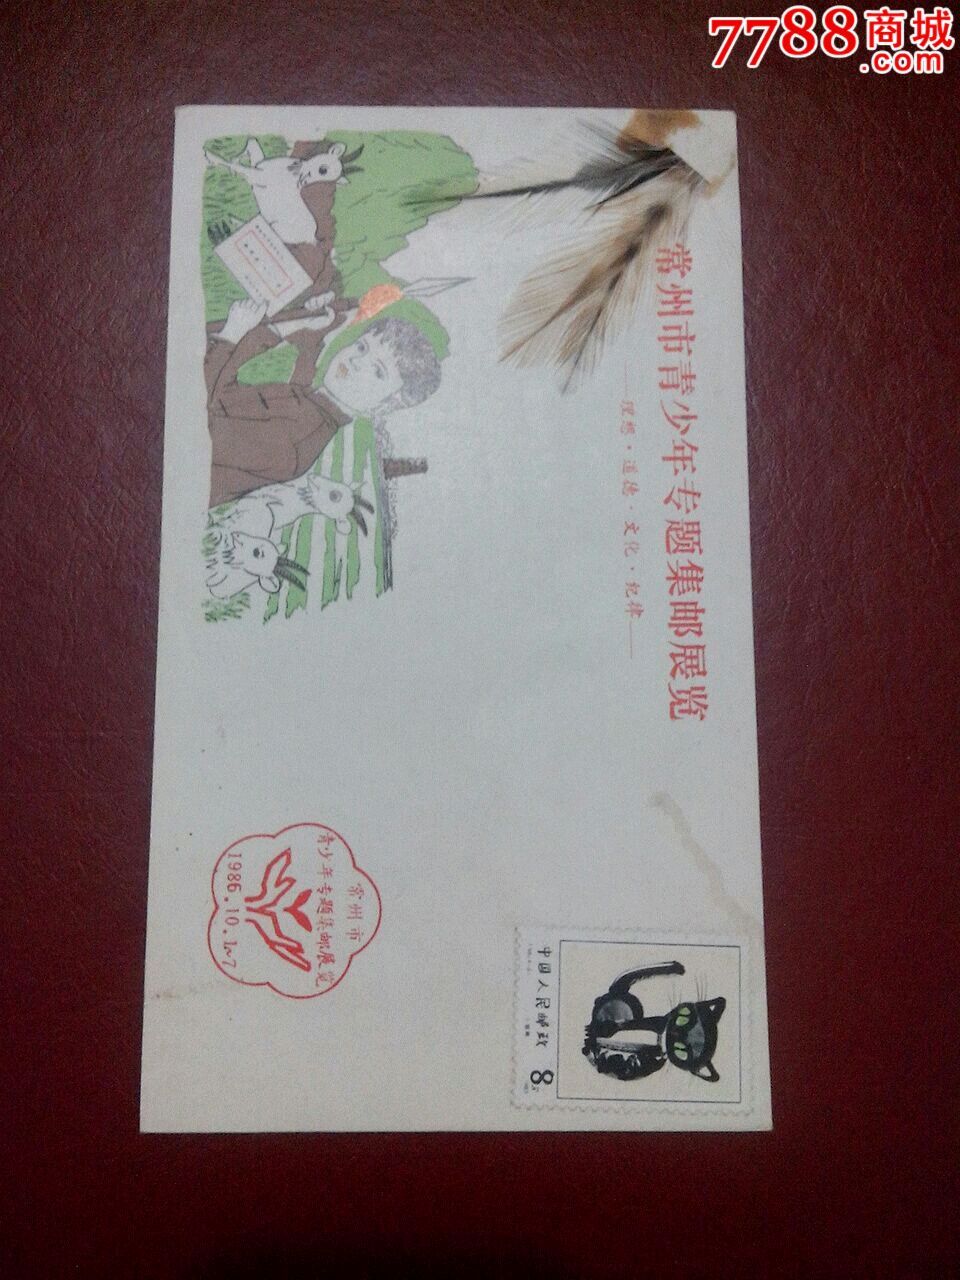 7788商城
.com
常州市青少年专题集邮展览
——理想·道德·文化·纪律——
中国人民邮政
8分
常州市
青少年专题集邮展览
1986.10.1~7